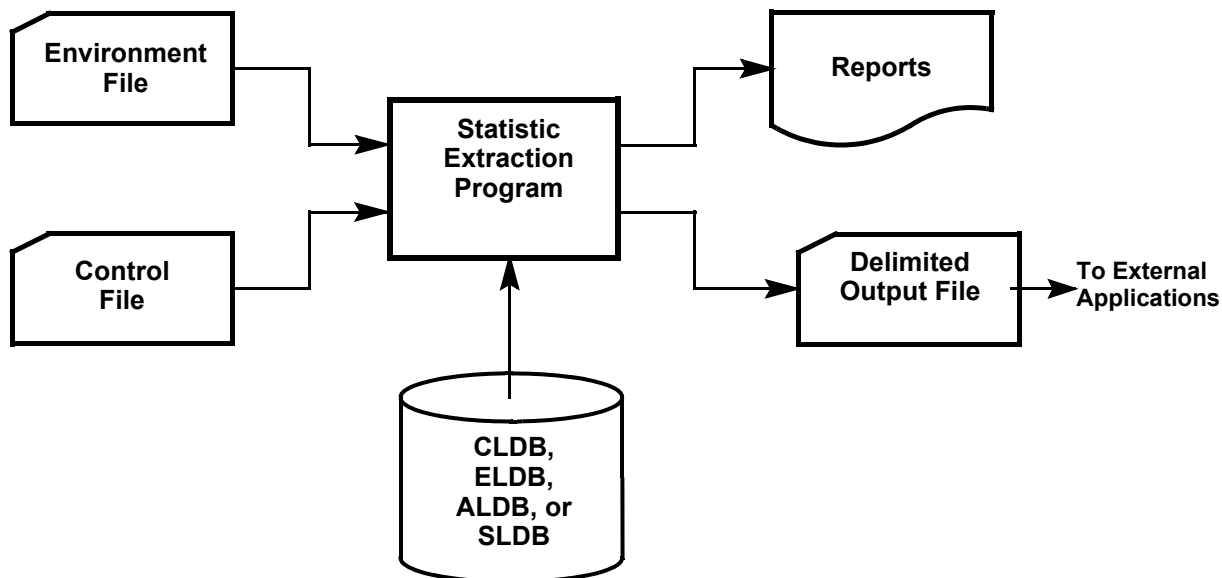 Environment
File
Statistic
Extraction
Program
Reports
Control
File
Delimited
Output File
To External
Applications
CLDB,
ELDB,
ALDB, or
SLDB